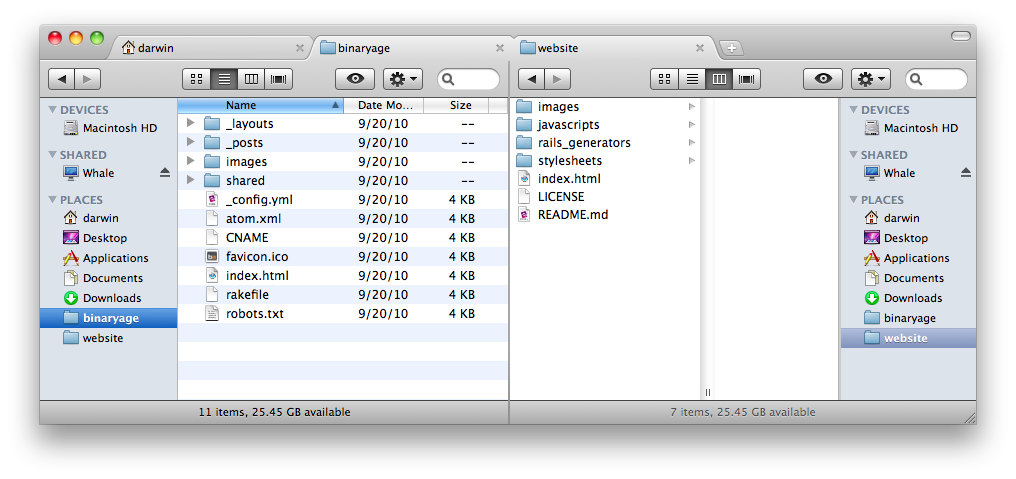 darwin
binaryage
website
DEVICES
Macintosh HD
SHARED
Whale
PLACES
darwin
Desktop
Applications
Documents
Downloads
binaryage
website
Name Date Mo... Size
_layouts 9/20/10 --
_posts 9/20/10 --
images 9/20/10 --
shared 9/20/10 --
_config.yml 9/20/10 4 KB
atom.xml 9/20/10 4 KB
CNAME 9/20/10 4 KB
favicon.ico 9/20/10 4 KB
index.html 9/20/10 4 KB
rakefile 9/20/10 4 KB
robots.txt 9/20/10 4 KB
11 items, 25.45 GB available
images
javascripts
rails_generators
stylesheets
index.html
LICENSE
README.md
7 items, 25.45 GB available
DEVICES
Macintosh HD
SHARED
Whale
PLACES
darwin
Desktop
Applications
Documents
Downloads
binaryage
website